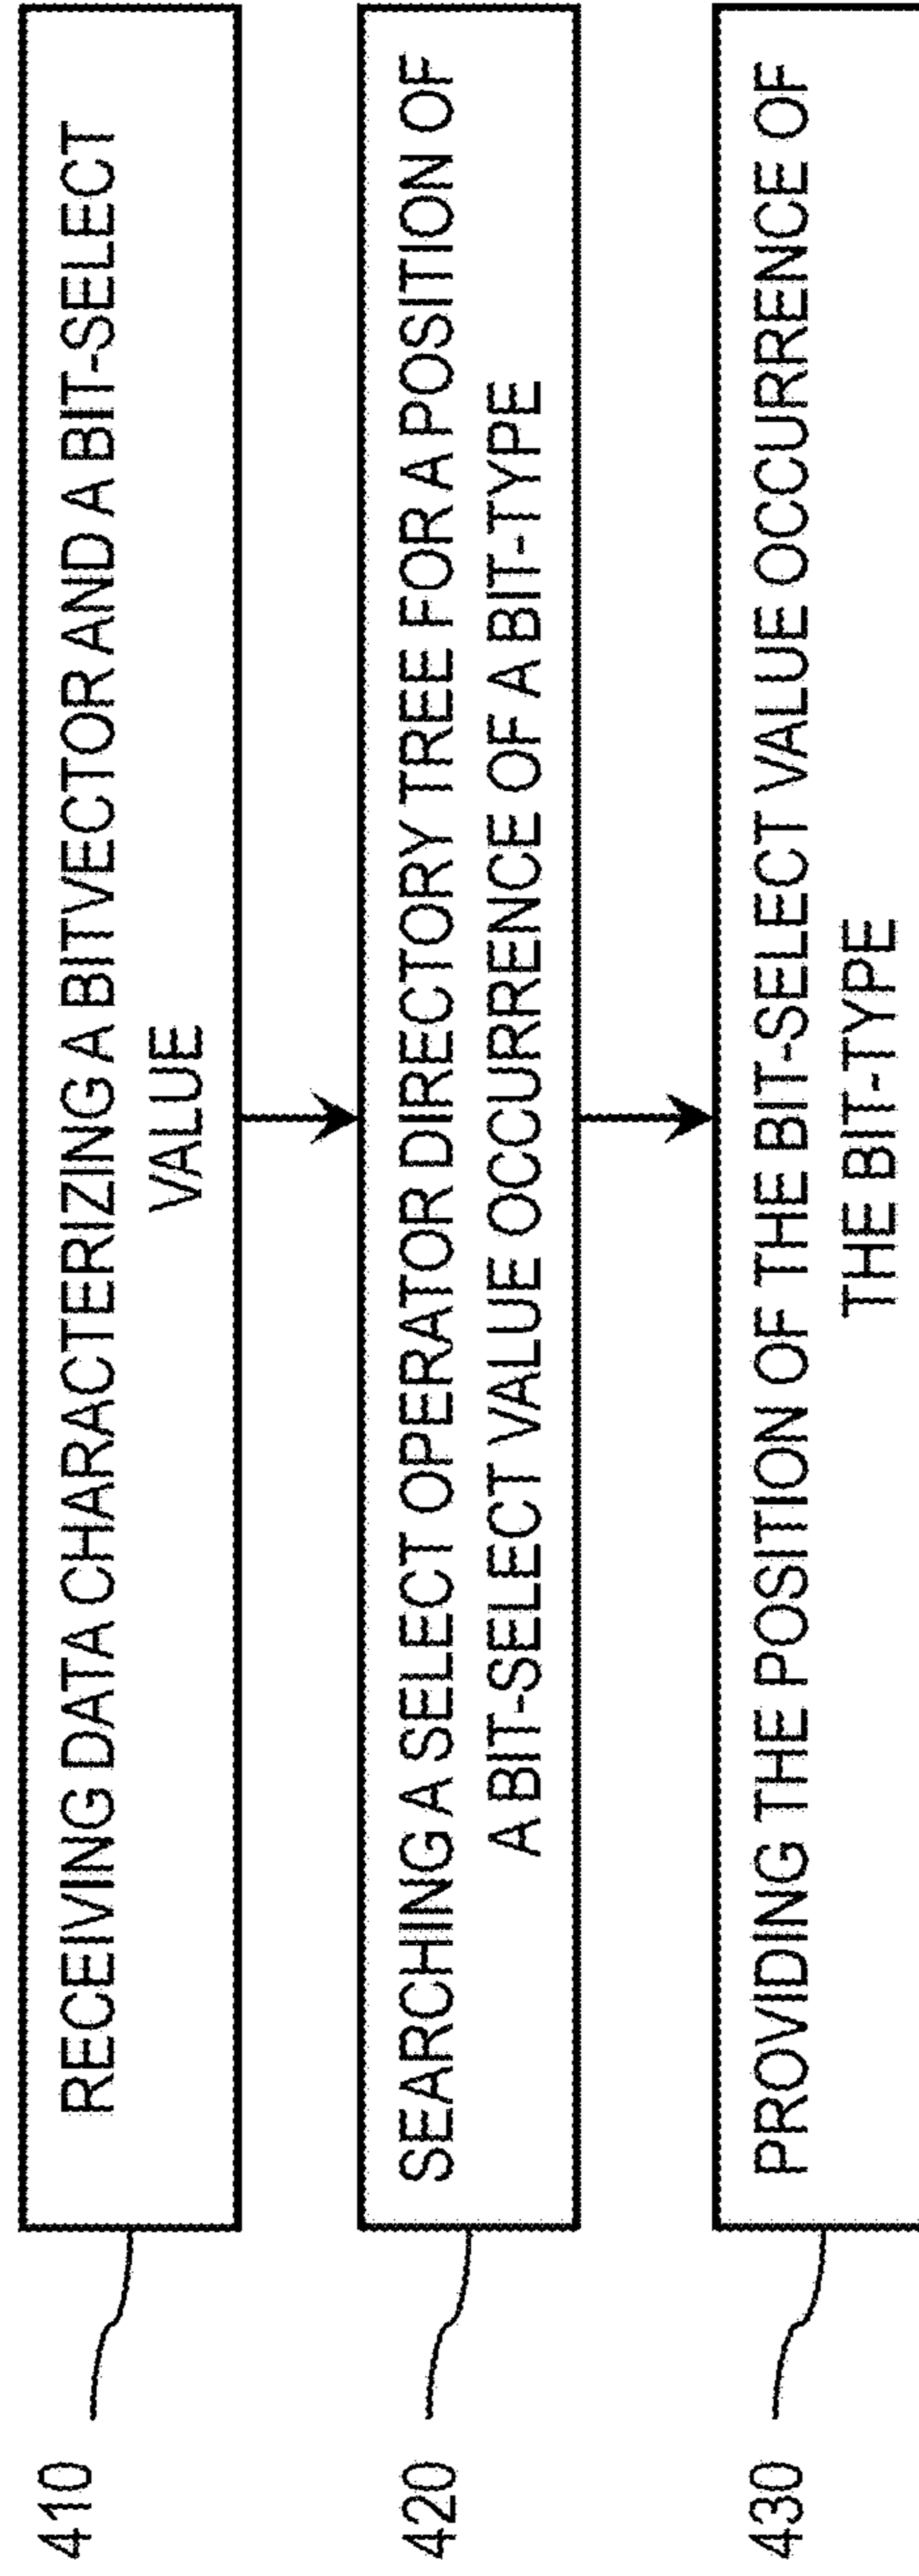 410
RECEIVING DATA CHARACTERIZING A BITVECTOR AND A BIT-SELECT
VALUE
420
SEARCHING A SELECT OPERATOR DIRECTORY TREE FOR A POSITION OF
A BIT-SELECT VALUE OCCURRENCE OF A BIT-TYPE
430
PROVIDING THE POSITION OF THE BIT-SELECT VALUE OCCURRENCE OF
THE BIT-TYPE